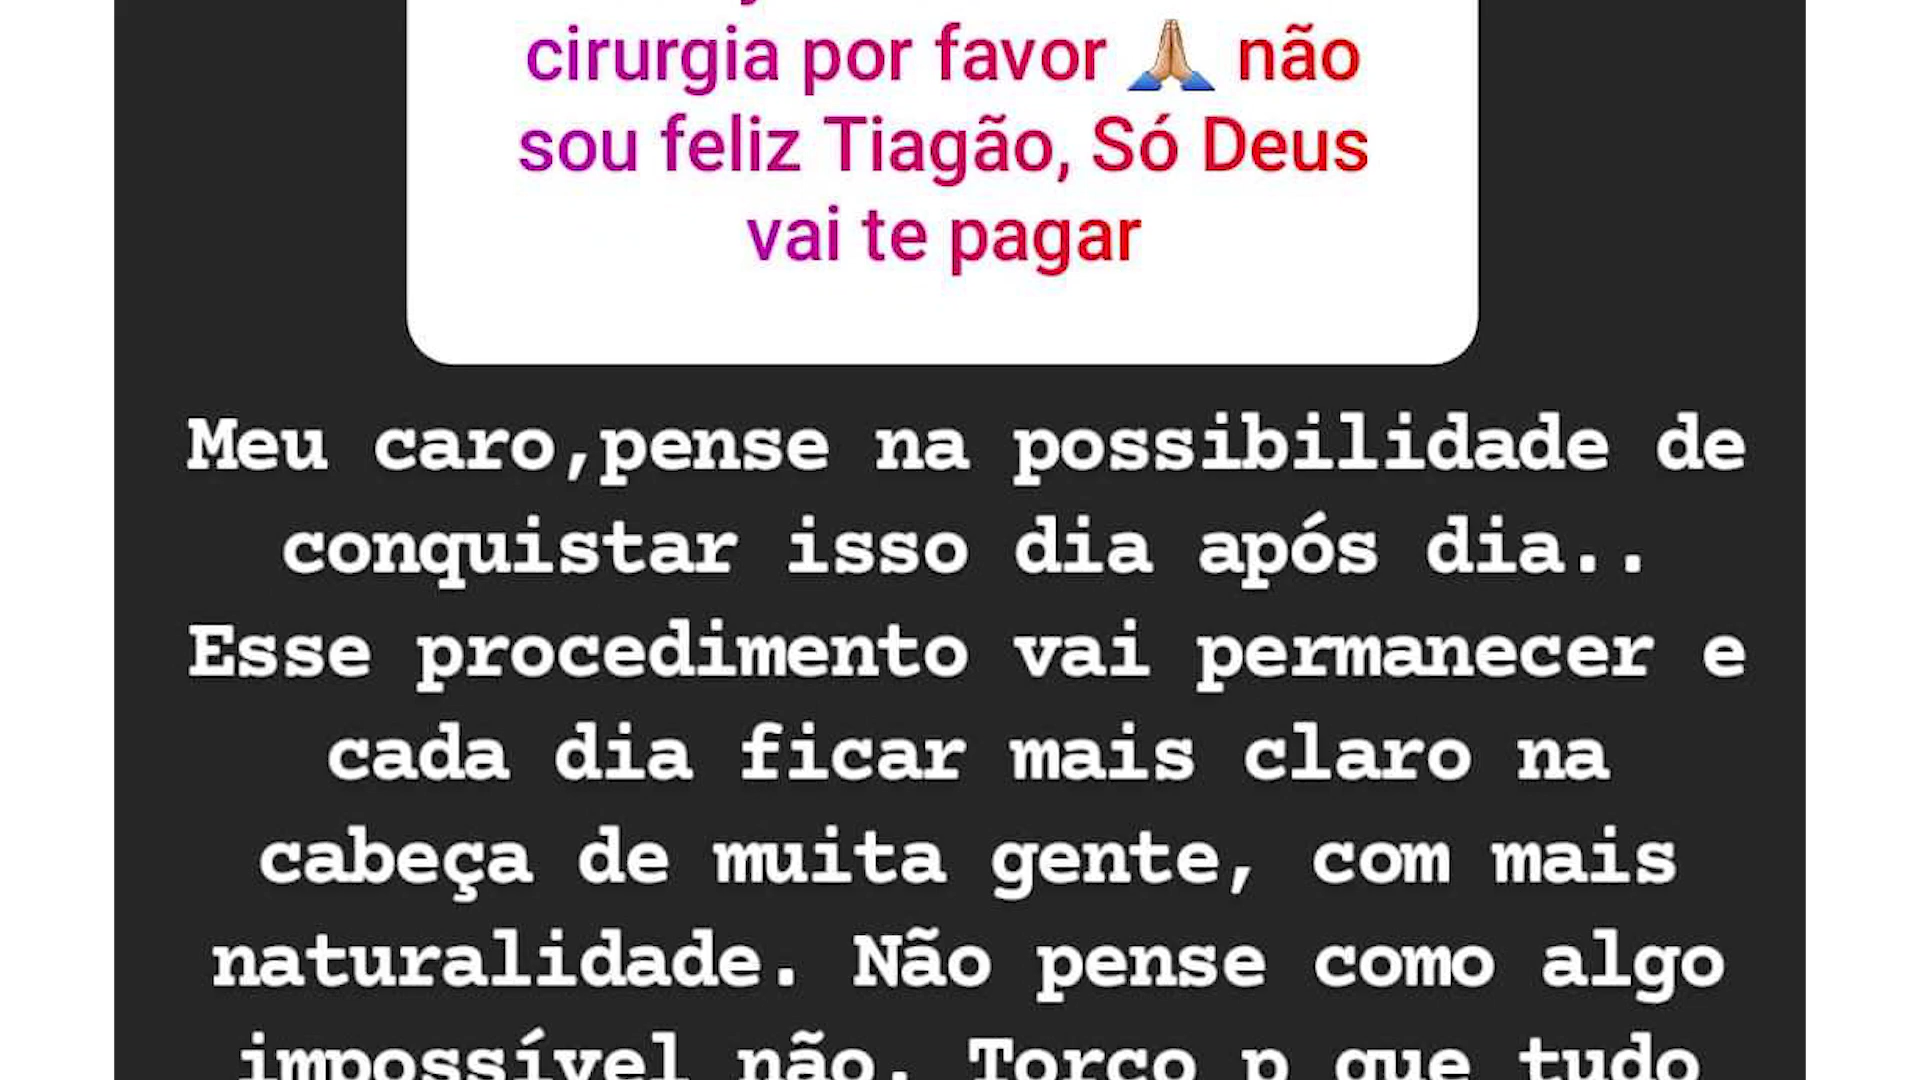 cirurgia por favor 🙏🏼 não
sou feliz Tiagão, Só Deus
vai te pagar
Meu caro,pense na possibilidade de
conquistar isso dia após dia..
Esse procedimento vai permanecer e
cada dia ficar mais claro na
cabeça de muita gente, com mais
naturalidade. Não pense como algo
impossível não. Torço p que tudo